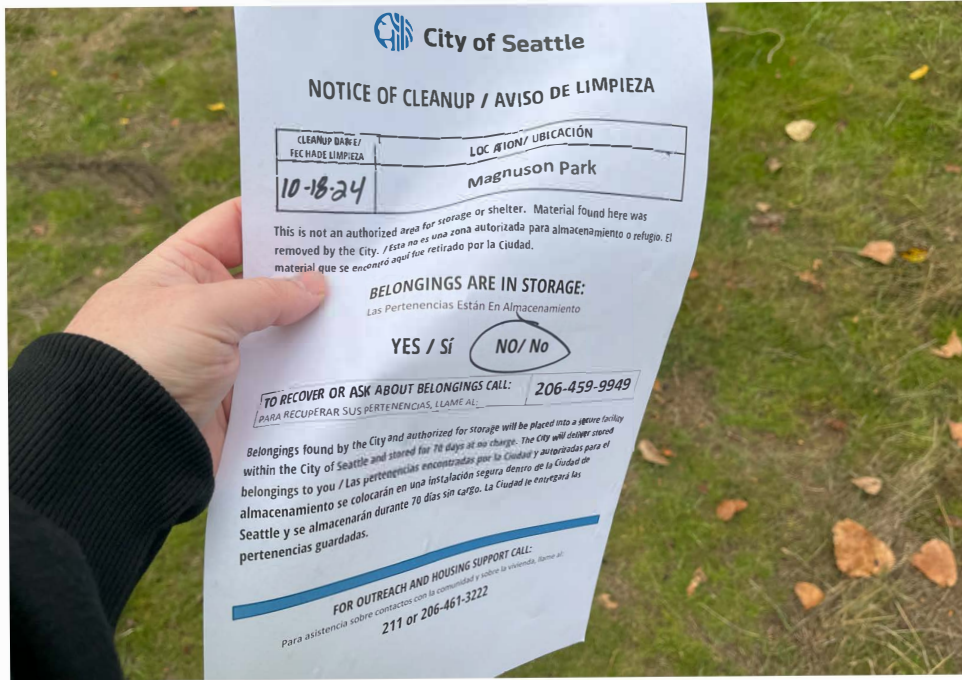 City of Seattle
NOTICE OF CLEANUP / AVISO DE LIMPIEZA
CLEANUP DATE/
FECHA DE LIMPIEZA
LOCATION/ UBICACIÓN
10-18-24
Magnuson Park
This is not an authorized area for storage or shelter. Material found here was
removed by the City. / Esta no es una zona autorizada para almacenamiento o refugio. El
material que se encontró aquí fue retirado por la Ciudad.
BELONGINGS ARE IN STORAGE:
Las Pertenencias Están En Almacenamiento
YES / Sí NO/ No
TO RECOVER OR ASK ABOUT BELONGINGS CALL:
PARA RECUPERAR SUS PERTENENCIAS, LLAME AL:
206-459-9949
Belongings found by the City and authorized for storage will be placed into a secure facility
within the City of Seattle and stored for 70 days at no charge. The City will deliver stored
belongings to you / Las pertenencias encontradas por la Ciudad y autorizadas para el
almacenamiento se colocarán en una instalación segura dentro de la Ciudad de
Seattle y se almacenarán durante 70 días sin cargo. La Ciudad le entregará las
pertenencias guardadas.
FOR OUTREACH AND HOUSING SUPPORT CALL:
Para asistencia sobre contactos con la comunidad y sobre la vivienda, llame al:
211 or 206-461-3222